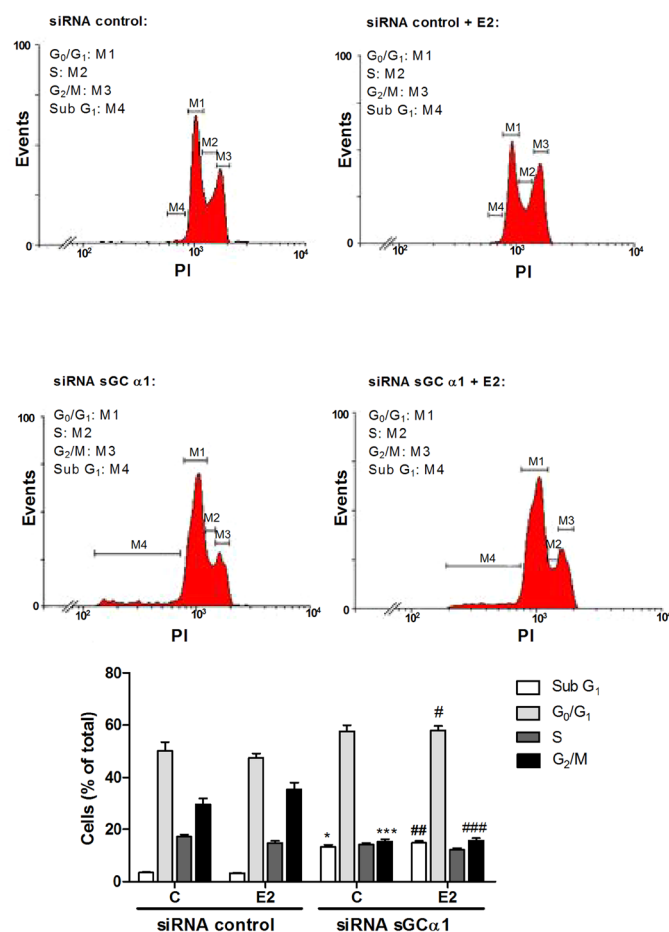 siRNA control:
100
G₀/G₁: M1
S: M2
G₂/M: M3
Sub G₁: M4
Events
M1
M2
M3
M4
0
10²
10³
10⁴
PI
siRNA control + E2:
100
G₀/G₁: M1
S: M2
G₂/M: M3
Sub G₁: M4
Events
M1
M3
M2
M4
0
10²
10³
10⁴
PI
siRNA sGC α1:
100
G₀/G₁: M1
S: M2
G₂/M: M3
Sub G₁: M4
Events
M1
M2
M3
M4
0
10²
10³
10⁴
PI
siRNA sGC α1 + E2:
100
G₀/G₁: M1
S: M2
G₂/M: M3
Sub G₁: M4
Events
M1
M3
M2
M4
0
10²
10³
PI
80
60
40
20
0
Cells (% of total)
Sub G₁
G₀/G₁
S
G₂/M
#
*
***
##
###
C
E2
C
E2
siRNA control
siRNA sGCα1